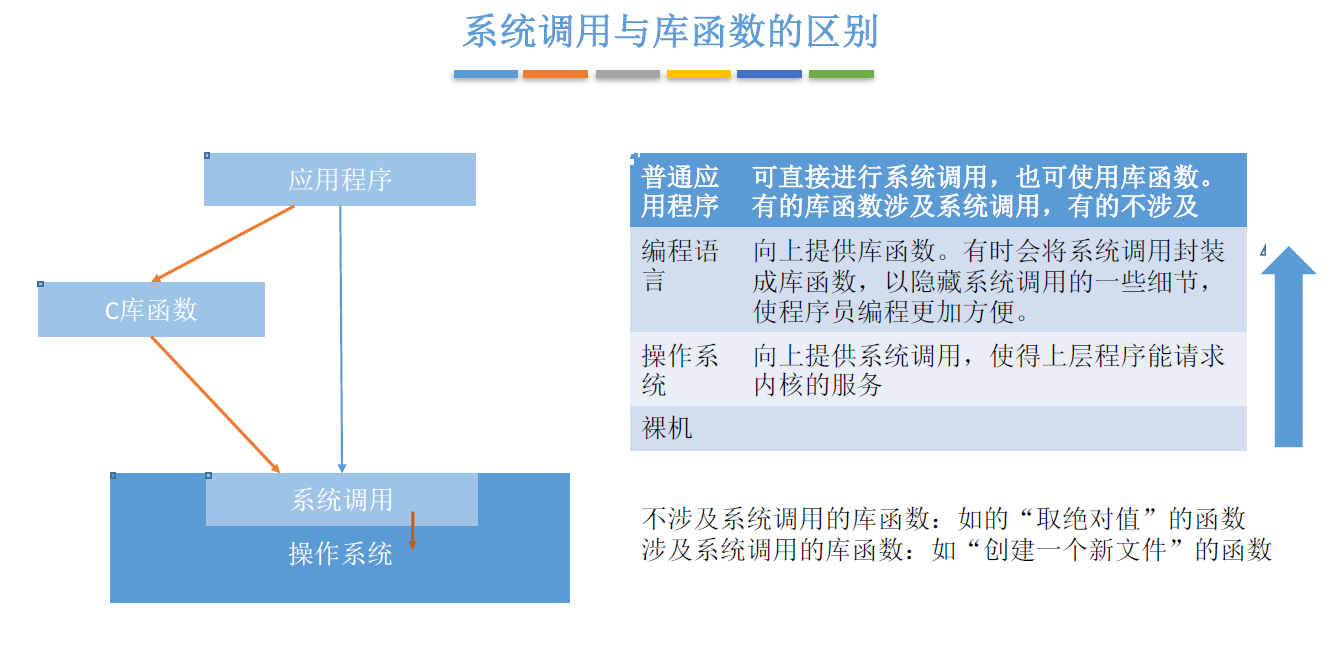 系统调用与库函数的区别
应用程序
C库函数
系统调用
操作系统
普通应
用程序
可直接进行系统调用，也可使用库函数。
有的库函数涉及系统调用，有的不涉及
编程语
言
向上提供库函数。有时会将系统调用封装
成库函数，以隐藏系统调用的一些细节，
使程序员编程更加方便。
操作系
统
向上提供系统调用，使得上层程序能请求
内核的服务
裸机
不涉及系统调用的库函数：如的“取绝对值”的函数
涉及系统调用的库函数：如“创建一个新文件”的函数